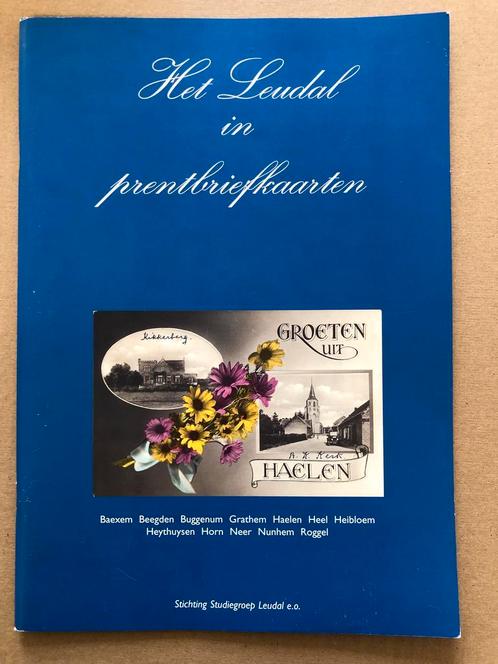 Het Leudal
in
prentbriefkaarten
Kikkerberg.
GROETEN
UIT
R. K. Kerk
HAELEN
Baexem Beegden Buggenum Grathem Haelen Heel Heibloem
Heythuysen Horn Neer Nunhem Roggel
Stichting Studiegroep Leudal e.o.